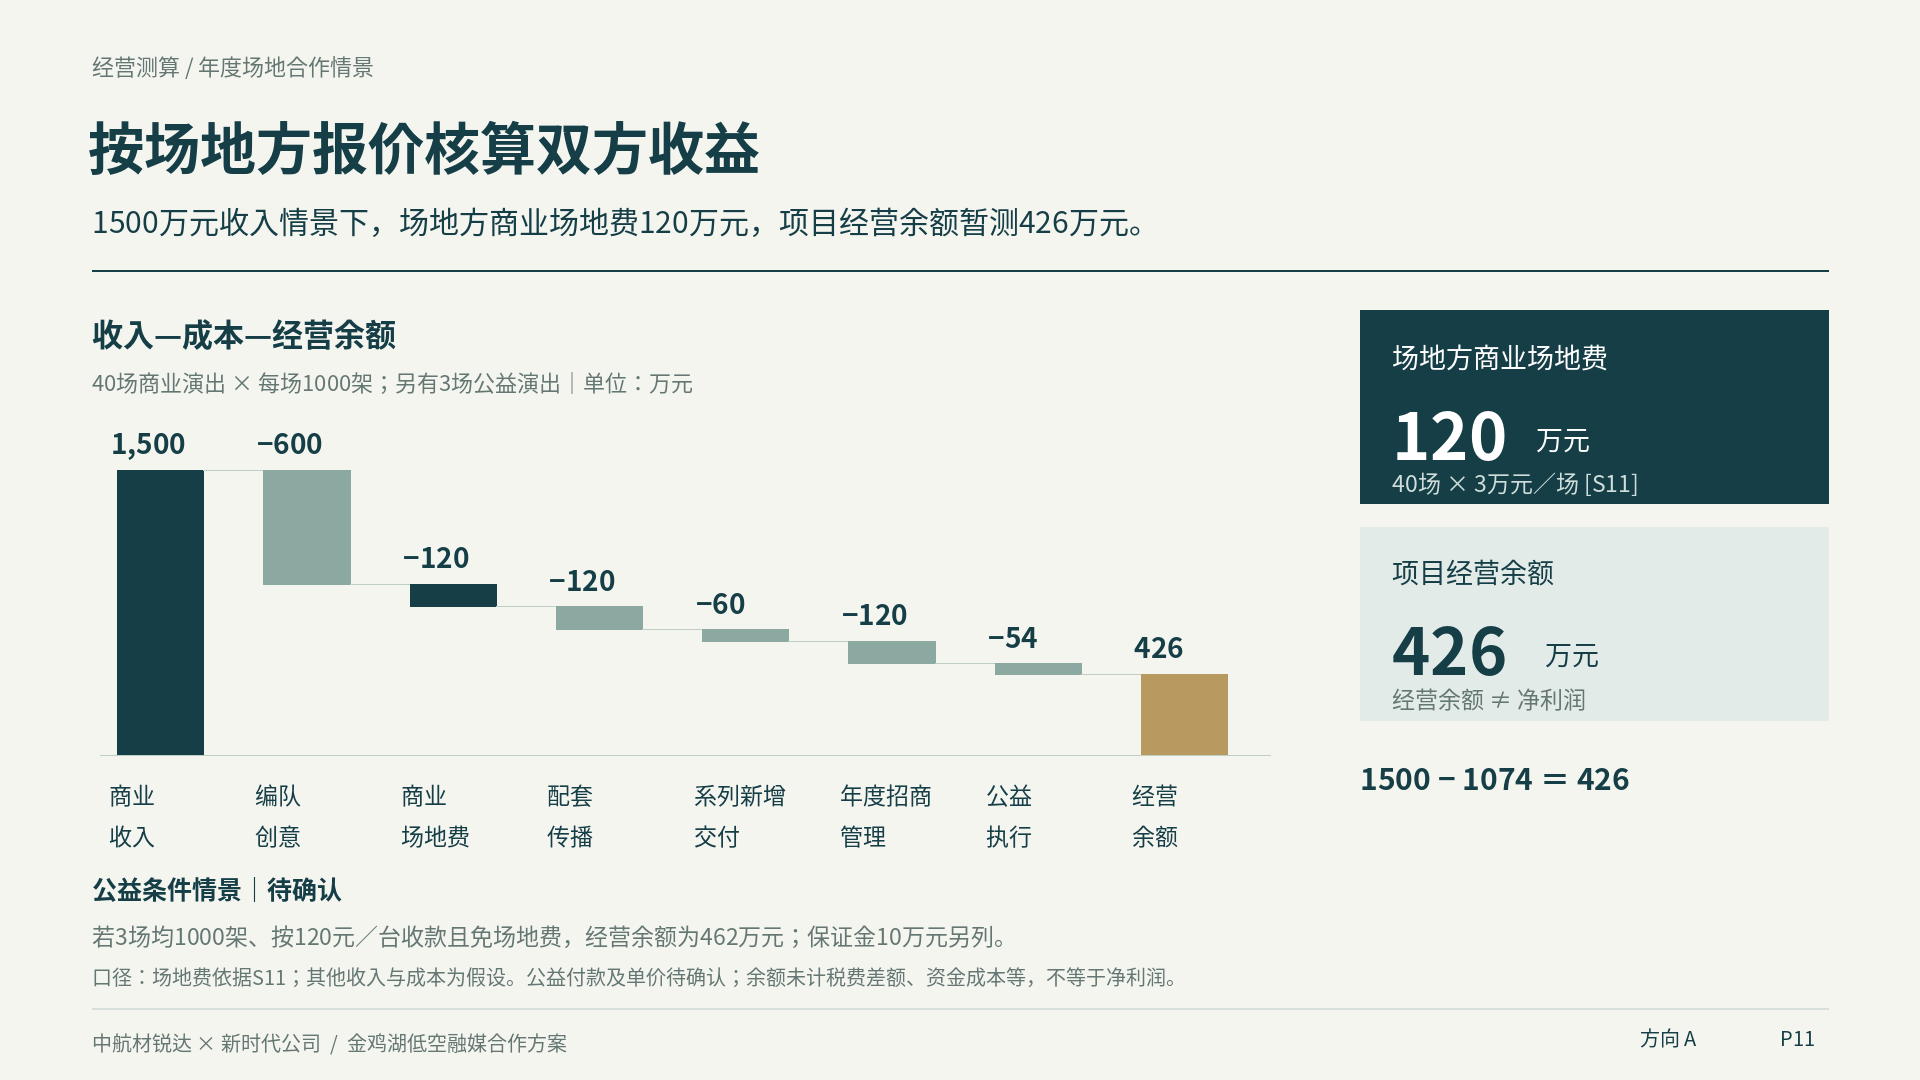 经营测算 / 年度场地合作情景
按场地方报价核算双方收益
1500万元收入情景下，场地方商业场地费120万元，项目经营余额暂测426万元。
收入—成本—经营余额
40场商业演出 × 每场1000架；另有3场公益演出｜单位：万元
1,500
−600
−120
−120
−60
−120
−54
426
商业
收入
编队
创意
商业
场地费
配套
传播
系列新增
交付
年度招商
管理
公益
执行
经营
余额
场地方商业场地费
120 万元
40场 × 3万元／场 [S11]
项目经营余额
426 万元
经营余额 ≠ 净利润
1500 − 1074 ＝ 426
公益条件情景｜待确认
若3场均1000架、按120元／台收款且免场地费，经营余额为462万元；保证金10万元另列。
口径：场地费依据S11；其他收入与成本为假设。公益付款及单价待确认；余额未计税费差额、资金成本等，不等于净利润。
中航材锐达 × 新时代公司 / 金鸡湖低空融媒合作方案
方向 A
P11